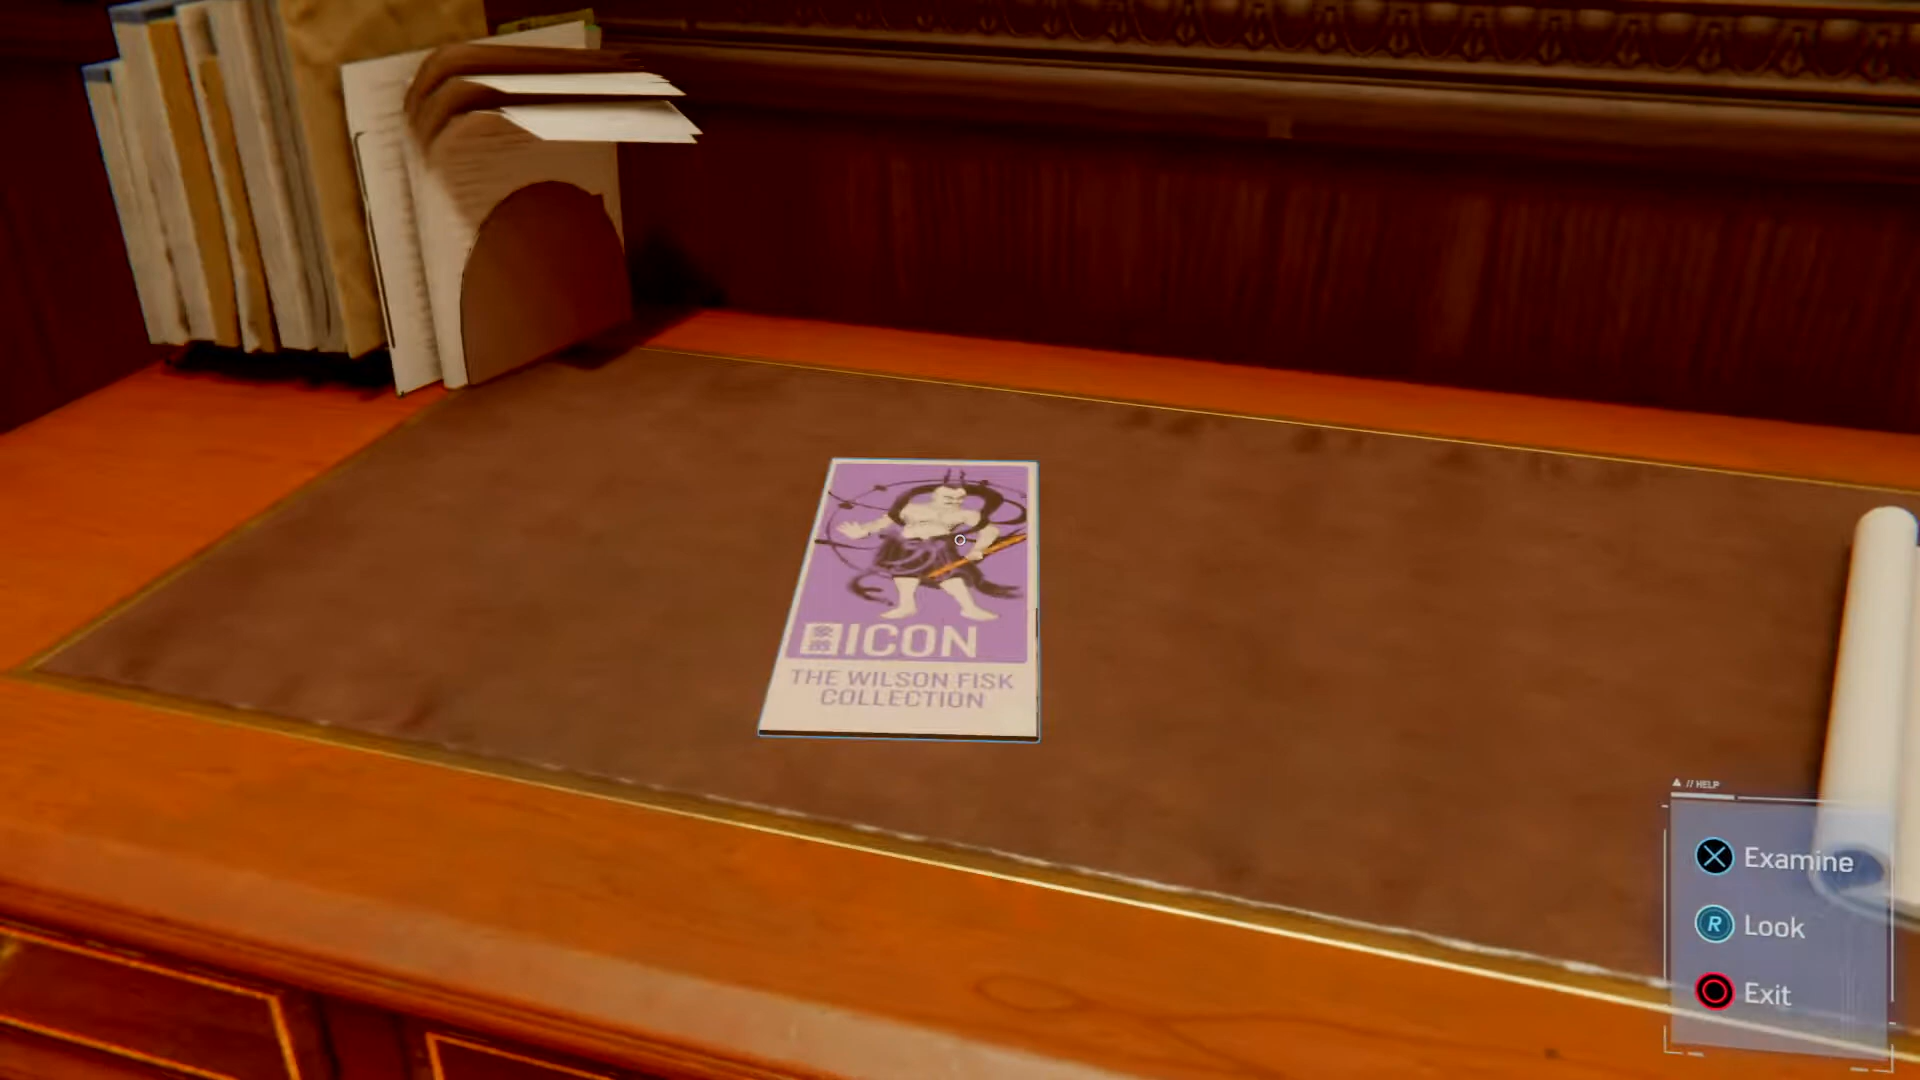 ICON
THE WILSON FISK
COLLECTION
// HELP
Examine
R Look
Exit